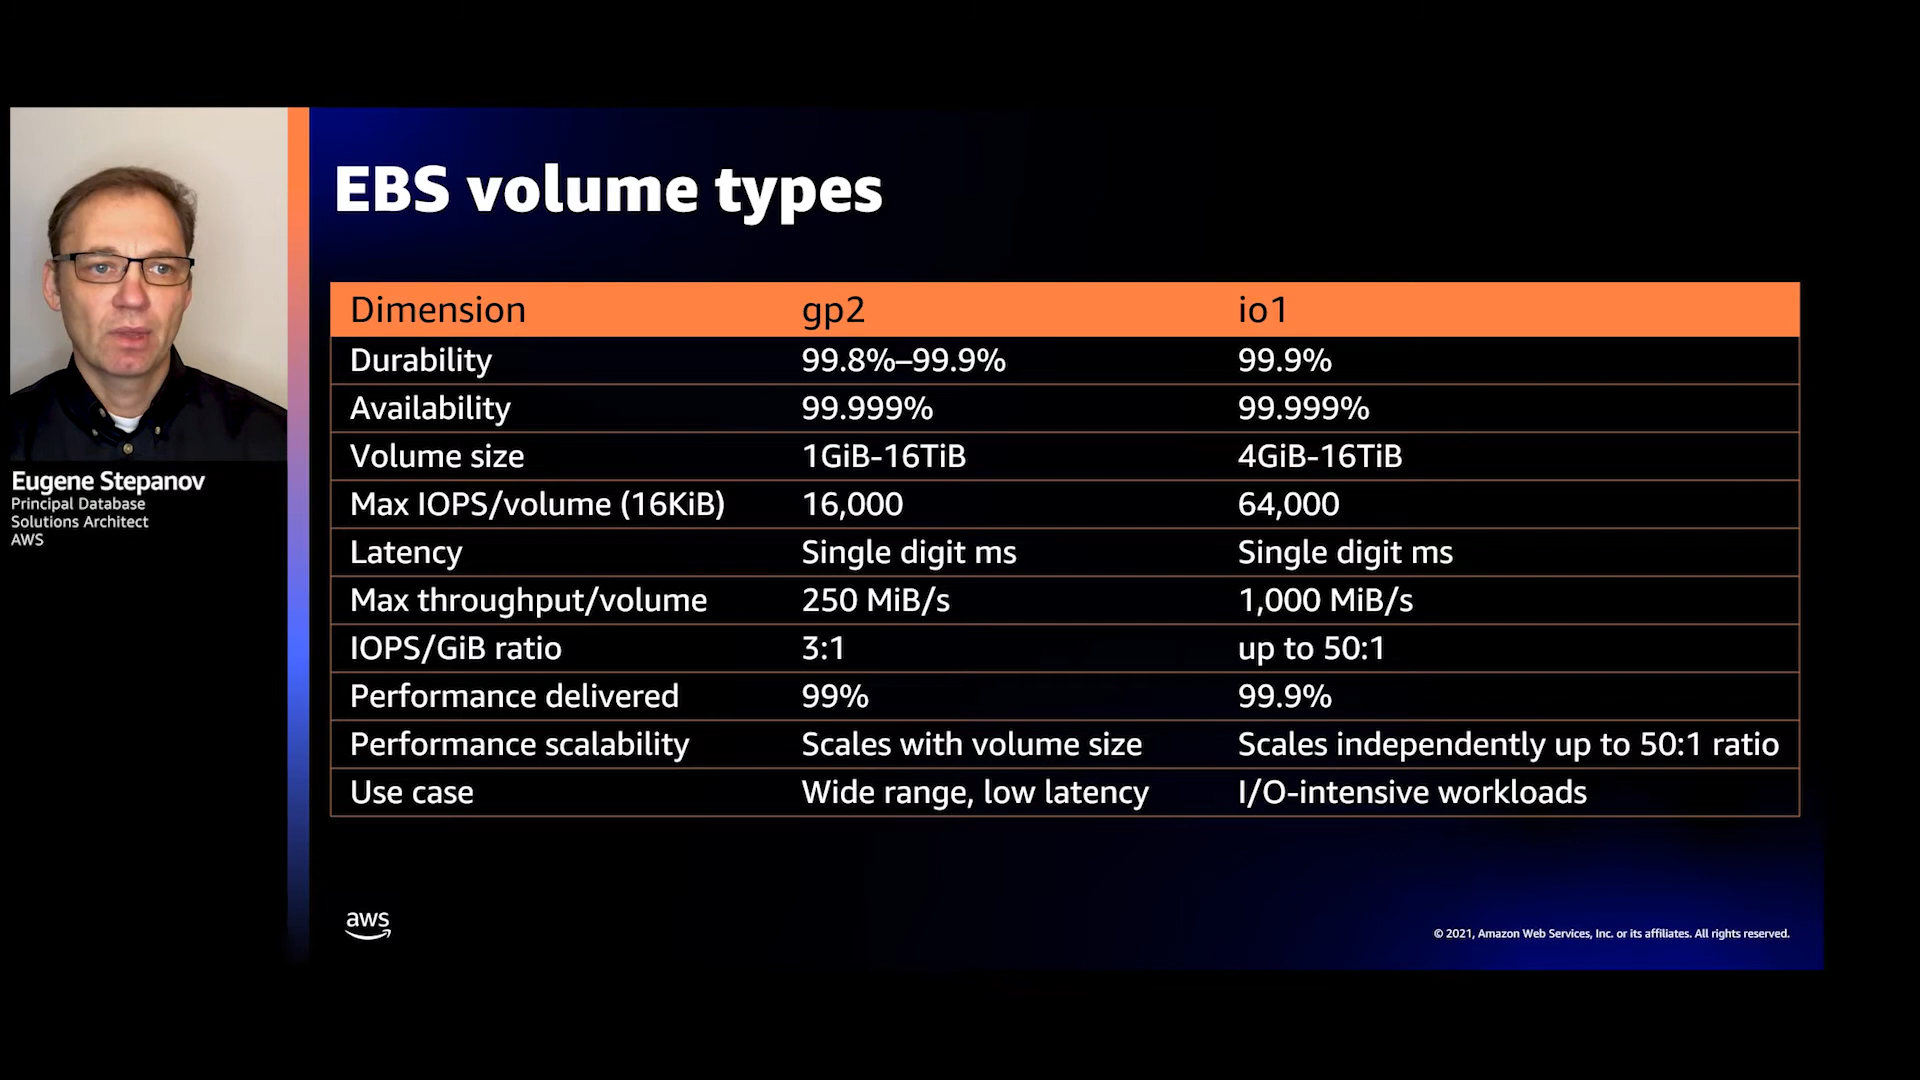 EBS volume types
Dimension gp2 io1
Durability 99.8%–99.9% 99.9%
Availability 99.999% 99.999%
Volume size 1GiB-16TiB 4GiB-16TiB
Max IOPS/volume (16KiB) 16,000 64,000
Latency Single digit ms Single digit ms
Max throughput/volume 250 MiB/s 1,000 MiB/s
IOPS/GiB ratio 3:1 up to 50:1
Performance delivered 99% 99.9%
Performance scalability Scales with volume size Scales independently up to 50:1 ratio
Use case Wide range, low latency I/O-intensive workloads
Eugene Stepanov
Principal Database
Solutions Architect
AWS
aws
© 2021, Amazon Web Services, Inc. or its affiliates. All rights reserved.